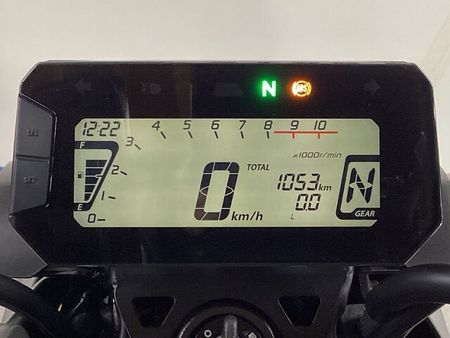 N ABS
12:22 4 5 6 7 8 9 10
F 3
x1000r/min
SEL
2
TOTAL
0 km/h
1053 km
N
SET
1
0.0
E
L
GEAR
0